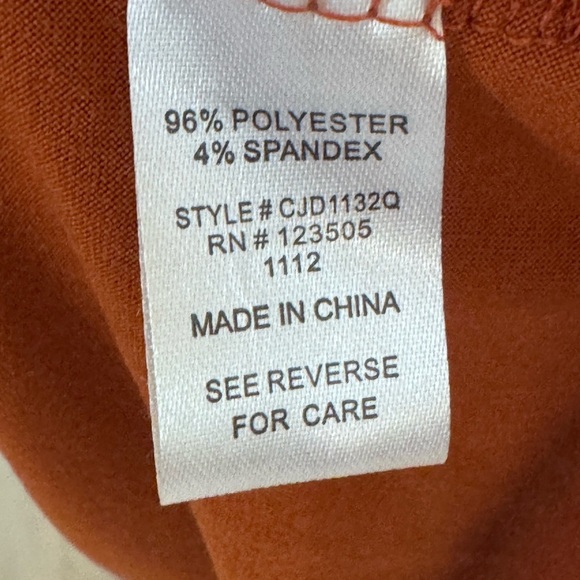 96% POLYESTER
4% SPANDEX
STYLE # CJD1132Q
RN # 123505
1112
MADE IN CHINA
SEE REVERSE
FOR CARE